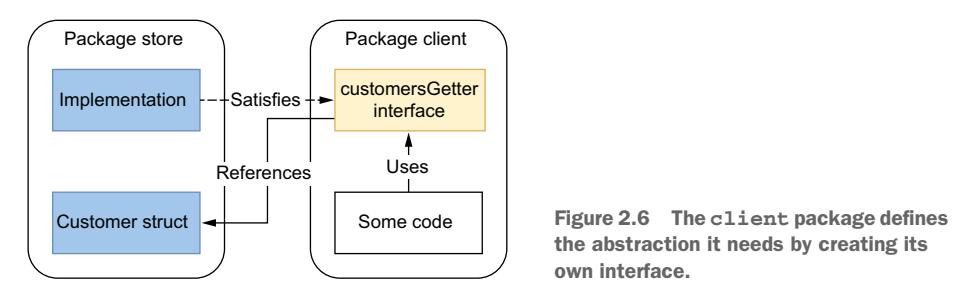 Package store
Package client
Implementation
Satisfies
customersGetter
interface
References
Uses
Customer struct
Some code
Figure 2.6 The client package defines
the abstraction it needs by creating its
own interface.